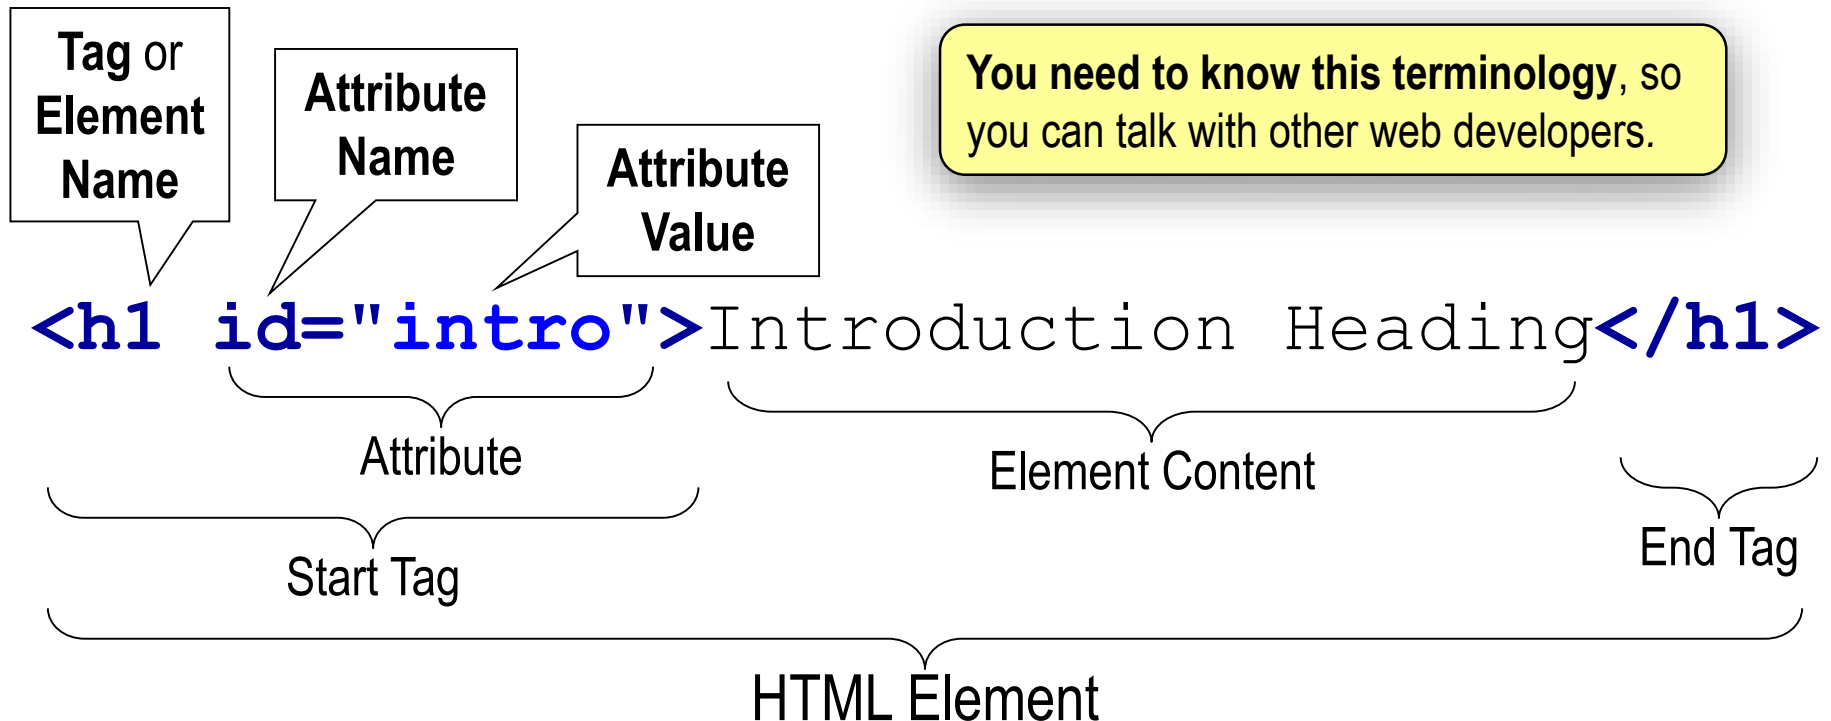 Tag or
Element
Name
Attribute
Name
Attribute
Value
You need to know this terminology, so
you can talk with other web developers.
<h1 id="intro">Introduction Heading</h1>
Attribute
Element Content
Start Tag
End Tag
HTML Element